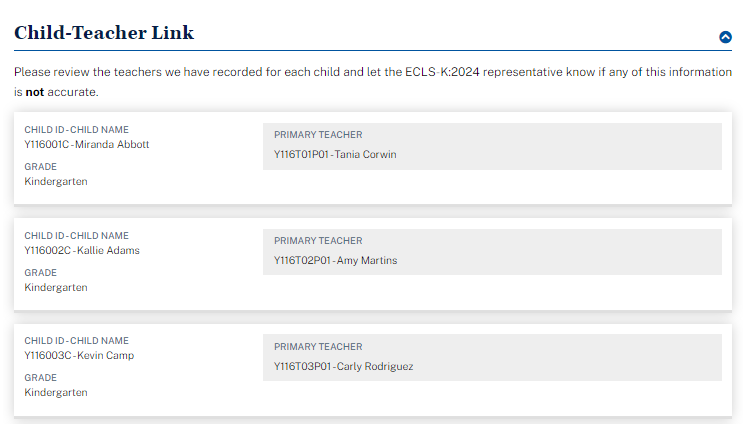 Child-Teacher Link
Please review the teachers we have recorded for each child and let the ECLS-K:2024 representative know if any of this information
is not accurate.
CHILD ID - CHILD NAME
Y116001C - Miranda Abbott
GRADE
Kindergarten
PRIMARY TEACHER
Y116T01P01 - Tania Corwin
CHILD ID - CHILD NAME
Y116002C - Kallie Adams
GRADE
Kindergarten
PRIMARY TEACHER
Y116T02P01 - Amy Martins
CHILD ID - CHILD NAME
Y116003C - Kevin Camp
GRADE
Kindergarten
PRIMARY TEACHER
Y116T03P01 - Carly Rodriguez